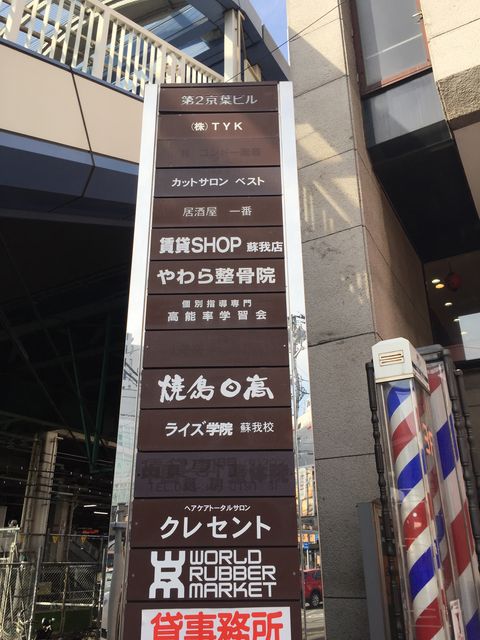 第2京葉ビル
(株)TYK
カットサロン ベスト
居酒屋 一番
賃貸SHOP 蘇我店
やわら整骨院
個別指導専門
高能率学習会
焼鳥日高
ライズ学院 蘇我校
ヘアケアトータルサロン
クレセント
WORLD
RUBBER
MARKET
貸事務所